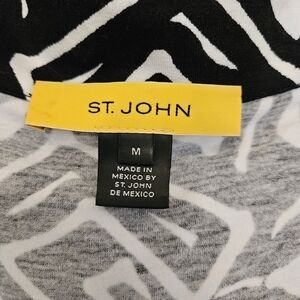 ST. JOHN
M
MADE IN
MEXICO BY
ST. JOHN
DE MEXICO